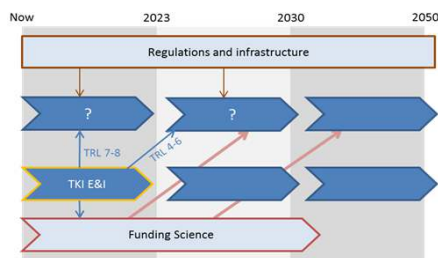 Now 2023 2030 2050
Regulations and infrastructure
? ?
TRL 7-8 TRL 4-6
TKI E&I
Funding Science